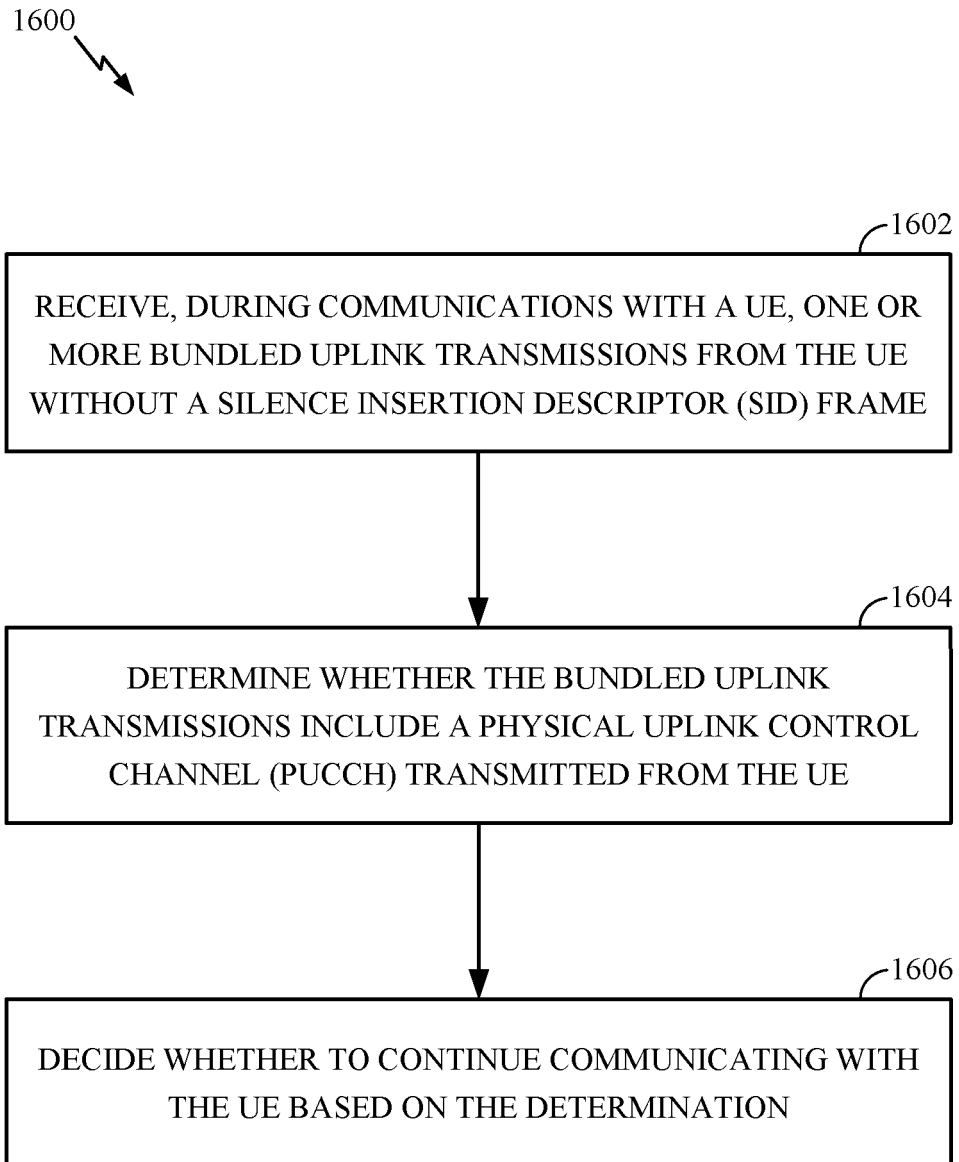 1600
1602
RECEIVE, DURING COMMUNICATIONS WITH A UE, ONE OR
MORE BUNDLED UPLINK TRANSMISSIONS FROM THE UE
WITHOUT A SILENCE INSERTION DESCRIPTOR (SID) FRAME
1604
DETERMINE WHETHER THE BUNDLED UPLINK
TRANSMISSIONS INCLUDE A PHYSICAL UPLINK CONTROL
CHANNEL (PUCCH) TRANSMITTED FROM THE UE
1606
DECIDE WHETHER TO CONTINUE COMMUNICATING WITH
THE UE BASED ON THE DETERMINATION